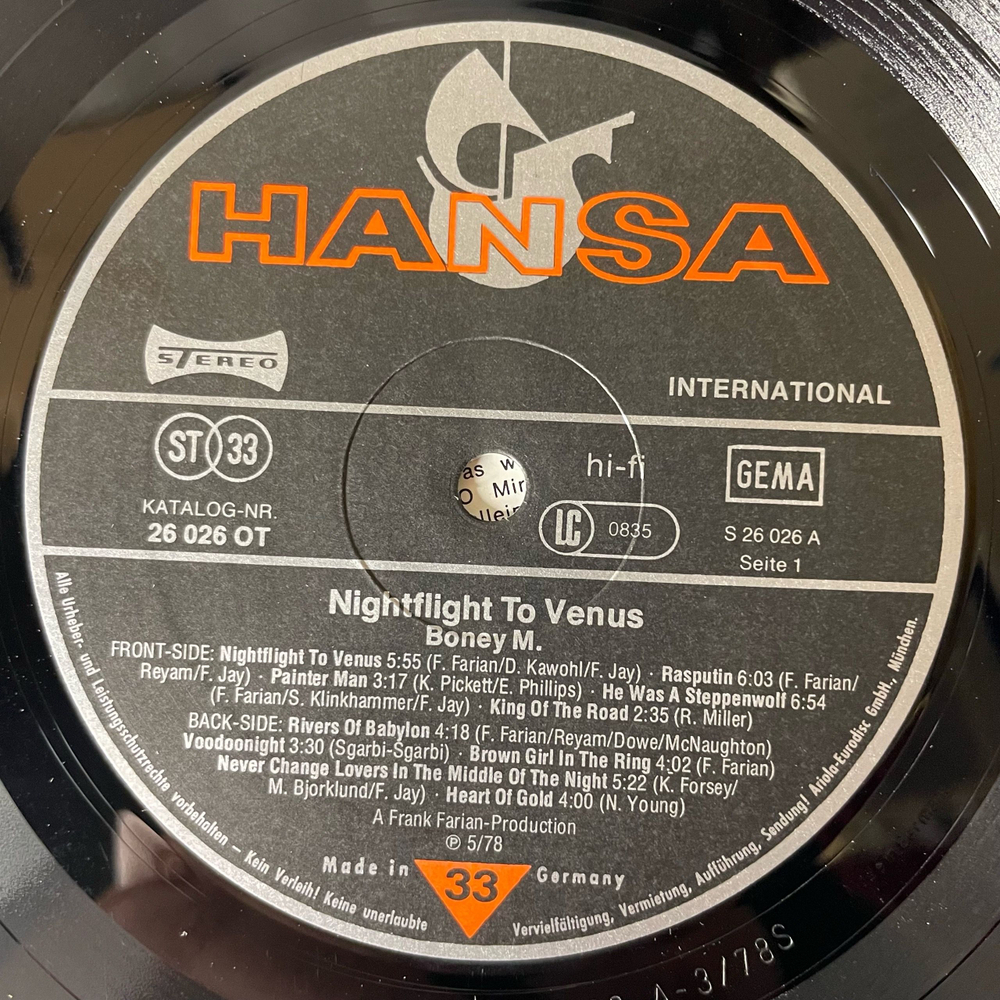 HANSA
STEREO
INTERNATIONAL
ST 33
KATALOG-NR.
26 026 OT
as w
O Mir
llein
hi-fi
LC 0835
GEMA
S 26 026 A
Seite 1
Nightflight To Venus
Boney M.
FRONT-SIDE: Nightflight To Venus 5:55 (F. Farian/D. Kawohl/F. Jay) · Rasputin 6:03 (F. Farian/
Reyam/F. Jay) · Painter Man 3:17 (K. Pickett/E. Phillips) · He Was A Steppenwolf 6:54
(F. Farian/S. Klinkhammer/F. Jay) · King Of The Road 2:35 (R. Miller)
BACK-SIDE: Rivers Of Babylon 4:18 (F. Farian/Reyam/Dowe/McNaughton)
Voodoonight 3:30 (Sgarbi-Sgarbi) · Brown Girl In The Ring 4:02 (F. Farian)
Never Change Lovers In The Middle Of The Night 5:22 (K. Forsey/
M. Bjorklund/F. Jay) · Heart Of Gold 4:00 (N. Young)
A Frank Farian-Production
℗ 5/78
Made in 33 Germany
Alle Urheber- und Leistungsschutzrechte vorbehalten – Kein Verleih! Keine unerlaubte Vervielfältigung, Vermietung, Aufführung, Sendung! Ariola-Eurodisc GmbH., München.
A-3/78S